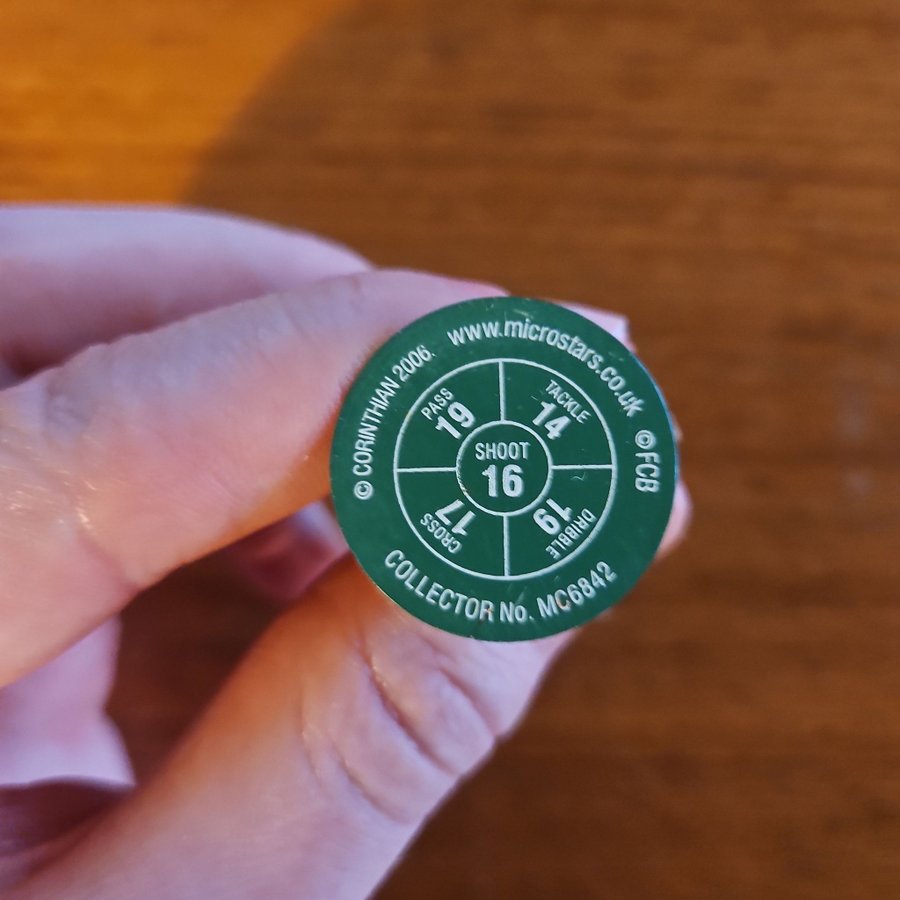 © CORINTHIAN 2006. www.microstars.co.uk ©FCB
PASS
19
TACKLE
14
SHOOT
16
CROSS
17
DRIBBLE
19
COLLECTOR No. MC6842